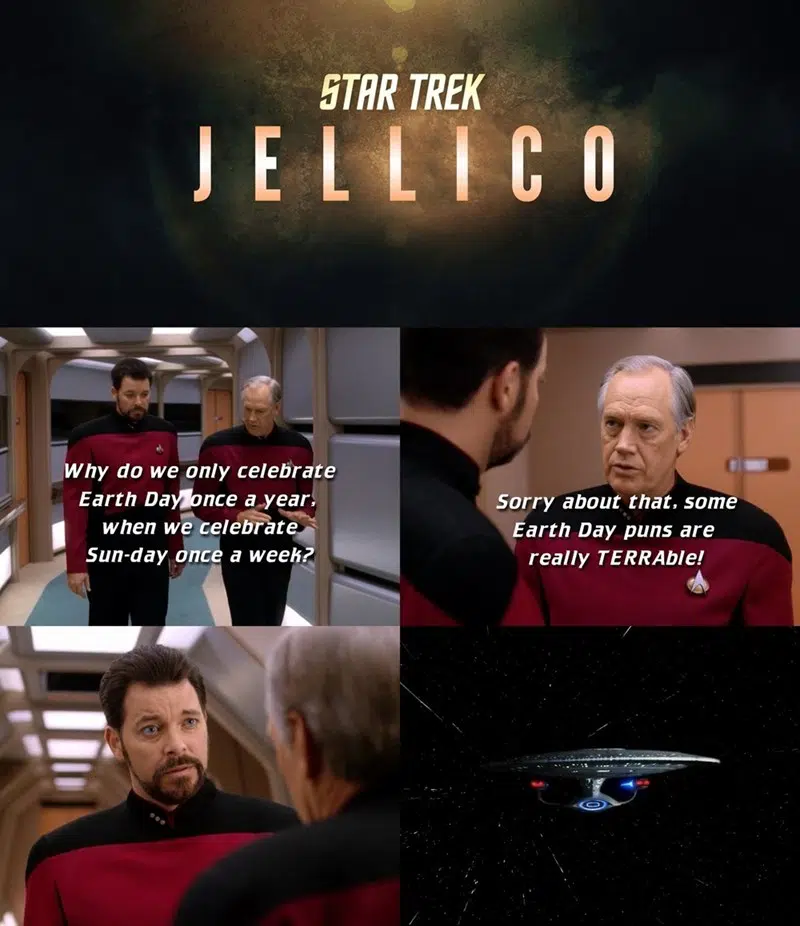 STAR TREK
JELLICO
Why do we only celebrate
Earth Day once a year,
when we celebrate
Sun-day once a week?
Sorry about that, some
Earth Day puns are
really TERRAble!